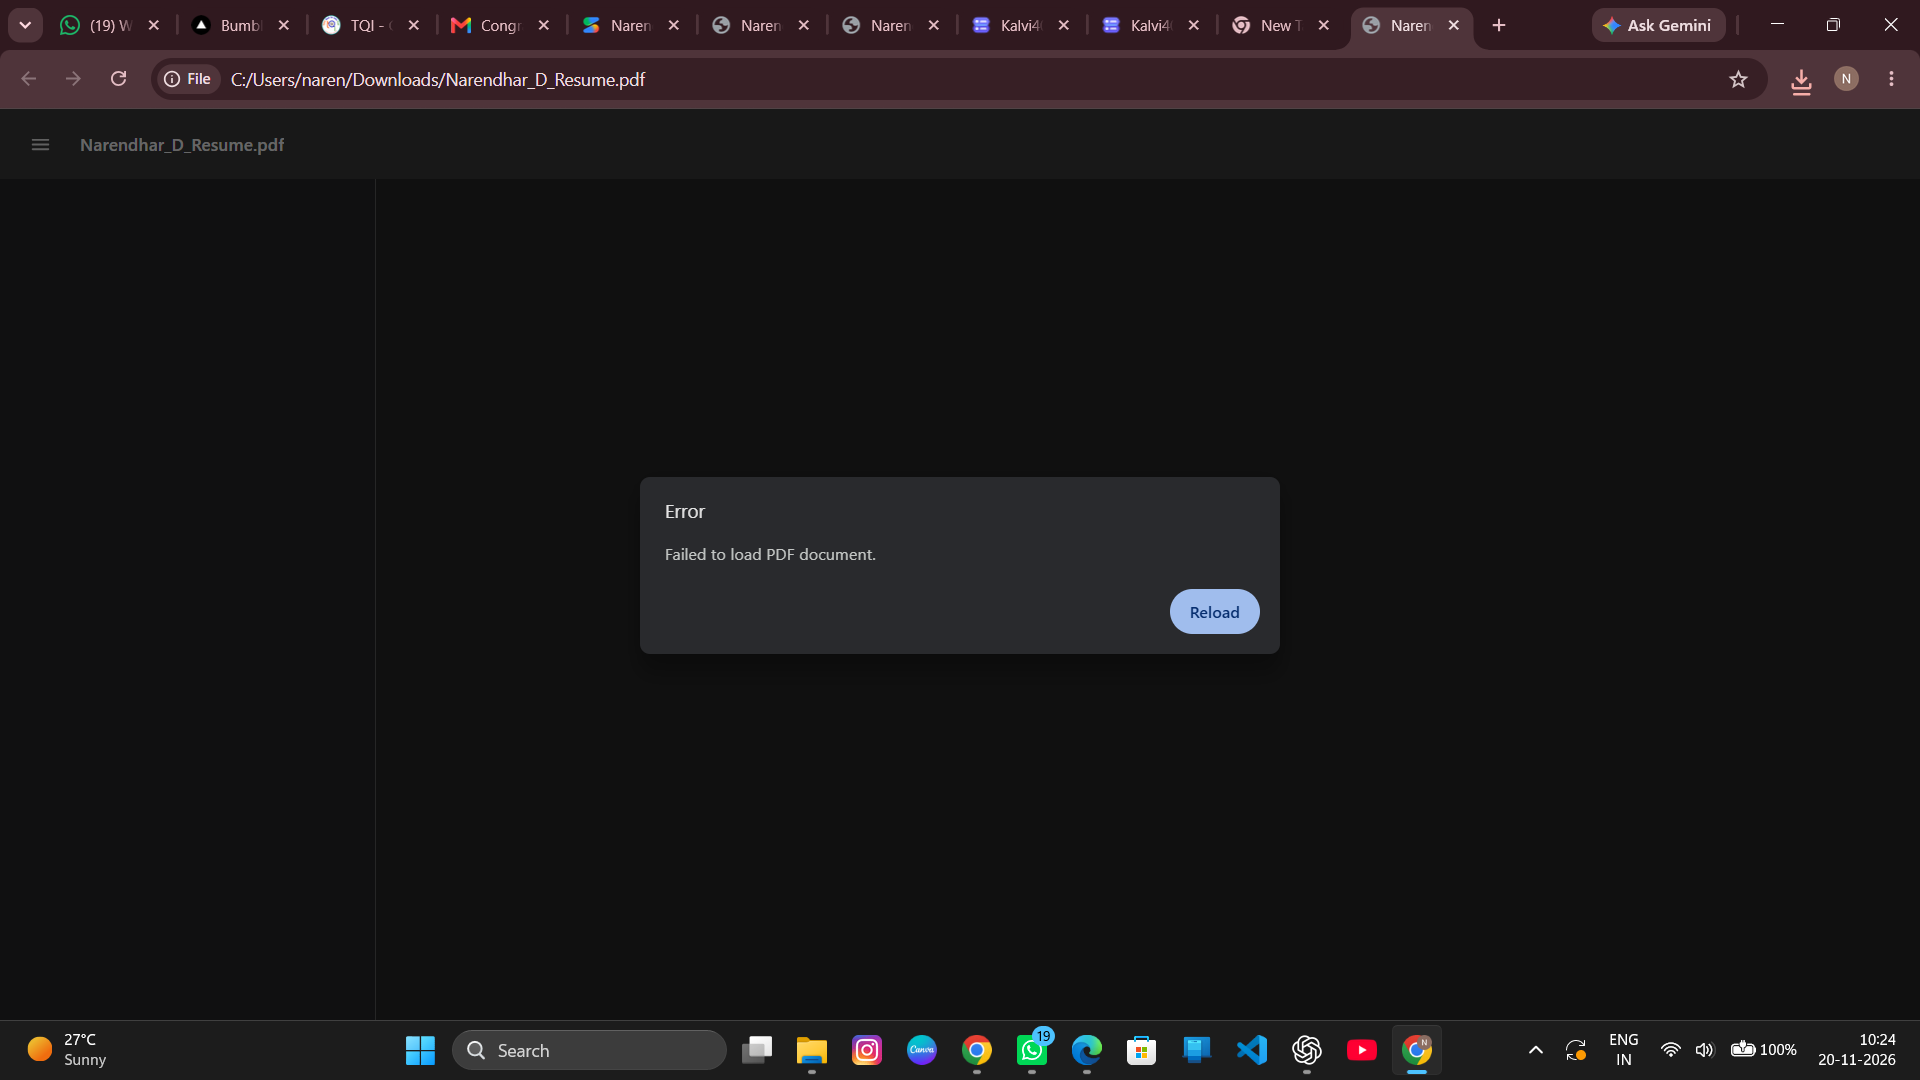 (19) W
Bumb
TQI - C
Congr
Naren
Naren
Naren
Kalvi4
Kalvi4
New T
Naren
Ask Gemini
File
C:/Users/naren/Downloads/Narendhar_D_Resume.pdf
N
Narendhar_D_Resume.pdf
Error
Failed to load PDF document.
Reload
27°C
Sunny
Search
Canva
19
N
ENG
IN
100%
10:24
20-11-2026